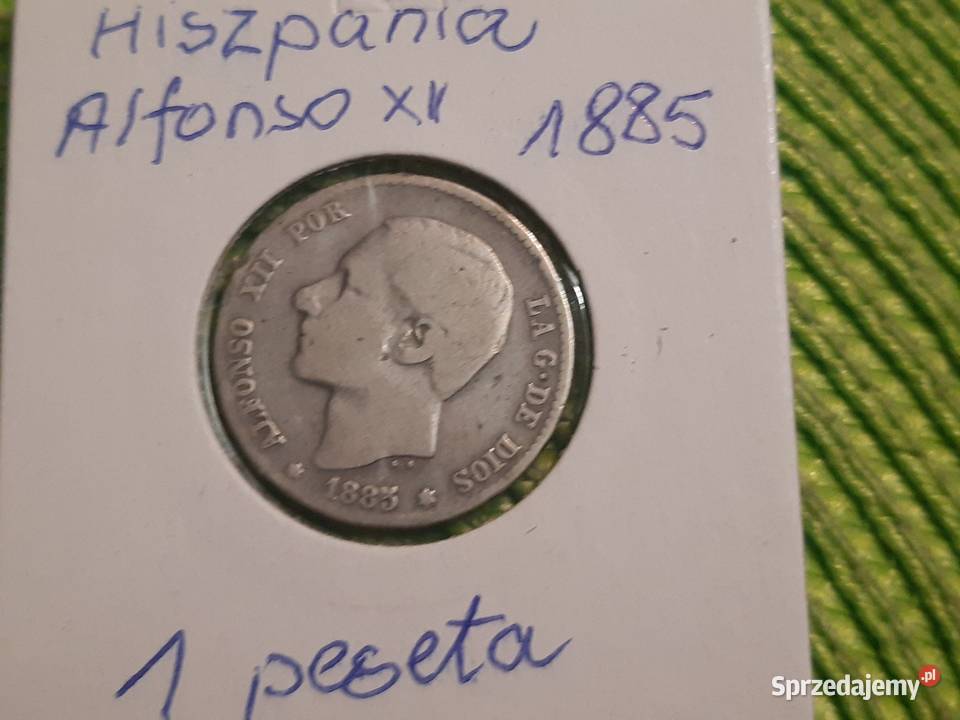 Hiszpania
Alfonso XII 1885
ALFONSO XII POR LA G. DE DIOS
* 1885 *
1 peseta
Sprzedajemy.pl